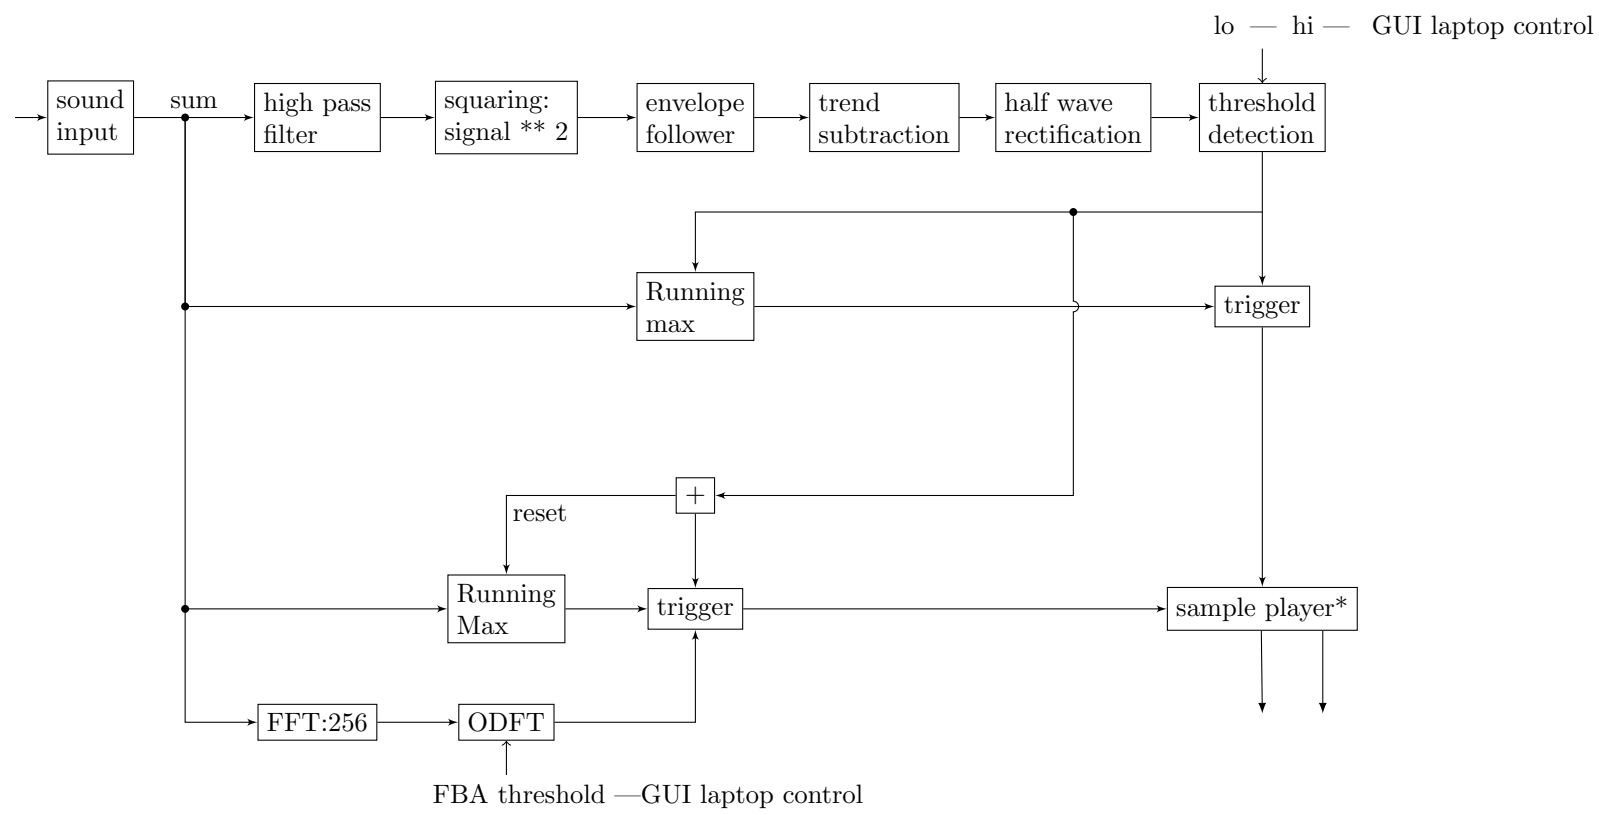 lo — hi — GUI laptop control
sum
sound
input
high pass
filter
squaring:
signal ** 2
envelope
follower
trend
subtraction
half wave
rectification
threshold
detection
Running
max
trigger
+
reset
Running
Max
trigger
sample player*
FFT:256
ODFT
FBA threshold —GUI laptop control